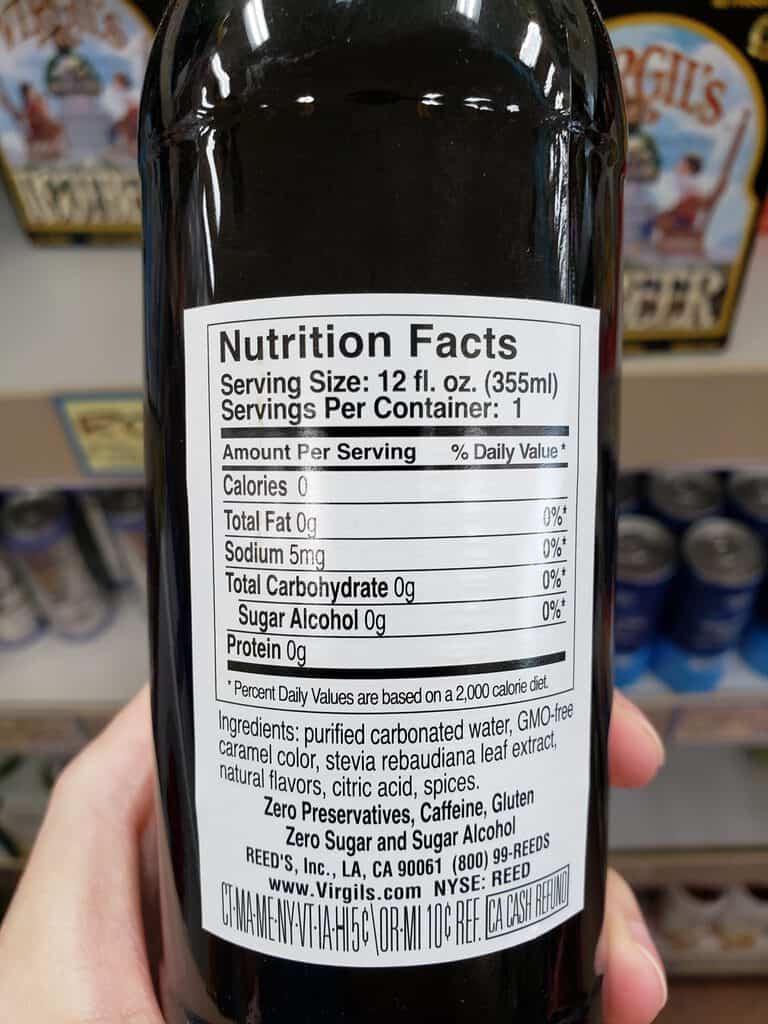 VIRGIL'S
VIRGIL'S
BEER
Nutrition Facts
Serving Size: 12 fl. oz. (355ml)
Servings Per Container: 1
Amount Per Serving % Daily Value*
Calories 0
Total Fat 0g 0%*
Sodium 5mg 0%*
Total Carbohydrate 0g 0%*
Sugar Alcohol 0g 0%*
Protein 0g
*Percent Daily Values are based on a 2,000 calorie diet.
Ingredients: purified carbonated water, GMO-free
caramel color, stevia rebaudiana leaf extract,
natural flavors, citric acid, spices.
Zero Preservatives, Caffeine, Gluten
Zero Sugar and Sugar Alcohol
REED'S, Inc., LA, CA 90061 (800) 99-REEDS
www.Virgils.com NYSE: REED
CT-MA-ME-NY-VT-IA-HI 5¢\OR-MI 10¢ REF. CA CASH REFUND